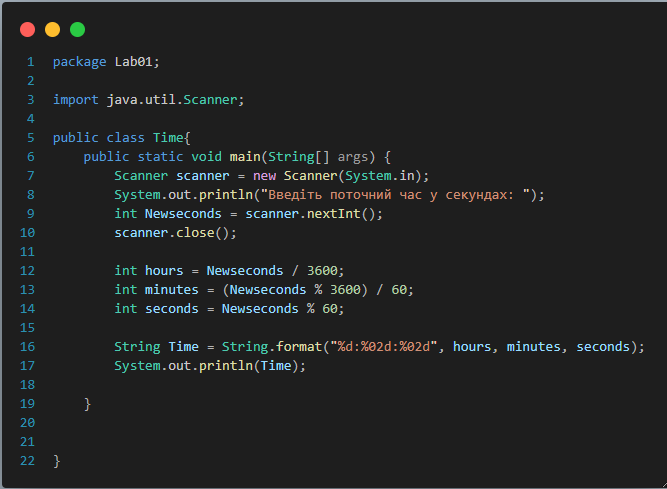 1 package Lab01;
2
3 import java.util.Scanner;
4
5 public class Time{
6     public static void main(String[] args) {
7         Scanner scanner = new Scanner(System.in);
8         System.out.println("Введіть поточний час у секундах: ");
9         int Newseconds = scanner.nextInt();
10         scanner.close();
11
12         int hours = Newseconds / 3600;
13         int minutes = (Newseconds % 3600) / 60;
14         int seconds = Newseconds % 60;
15
16         String Time = String.format("%d:%02d:%02d", hours, minutes, seconds);
17         System.out.println(Time);
18
19     }
20
21
22 }